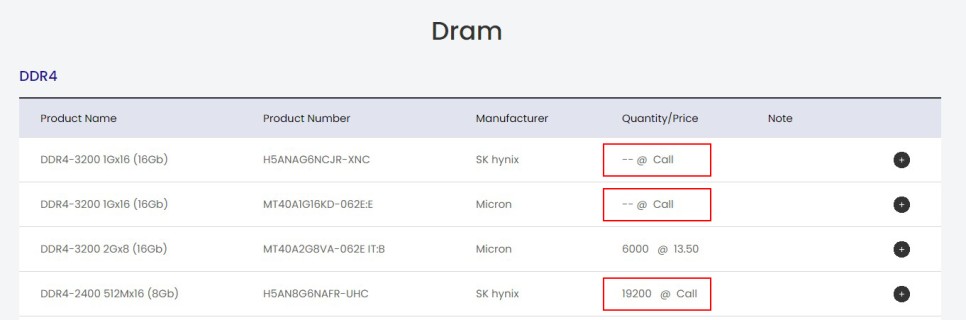 Dram
DDR4
Product Name Product Number Manufacturer Quantity/Price Note
DDR4-3200 1Gx16 (16Gb) H5ANAG6NCJR-XNC SK hynix -- @ Call +
DDR4-3200 1Gx16 (16Gb) MT40A1G16KD-062E:E Micron -- @ Call +
DDR4-3200 2Gx8 (16Gb) MT40A2G8VA-062E IT:B Micron 6000 @ 13.50 +
DDR4-2400 512Mx16 (8Gb) H5AN8G6NAFR-UHC SK hynix 19200 @ Call +